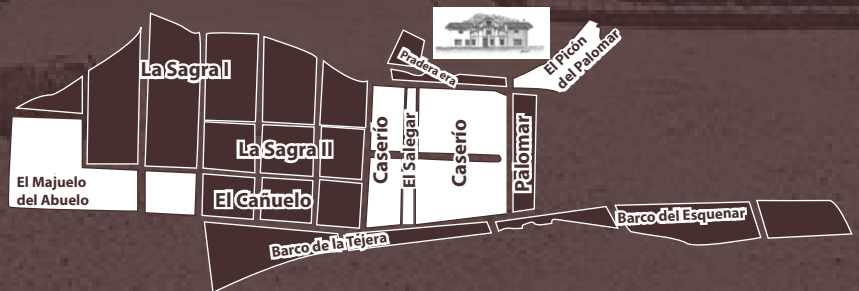 La Sagra I
Pradera era
El Picón
del Palomar
La Sagra II
Caserío
El Salegar
Caserío
Palomar
El Majuelo
del Abuelo
El Cañuelo
Barco de la Tejera
Barco del Esquenar